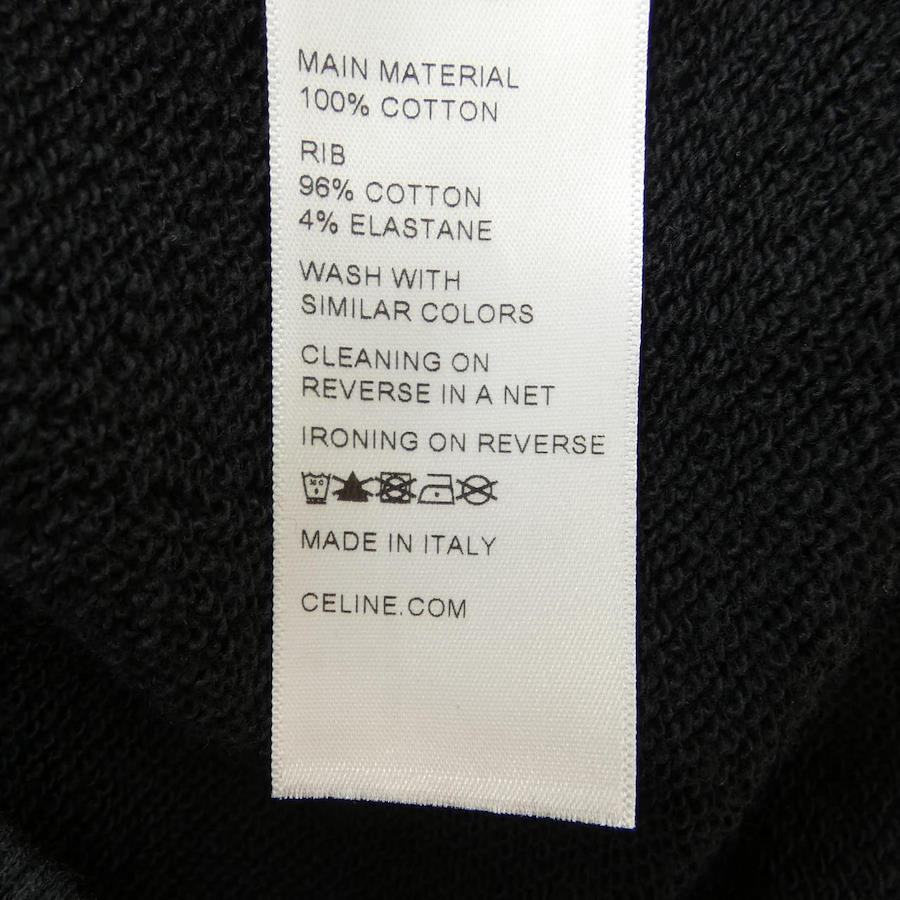 MAIN MATERIAL
100% COTTON
RIB
96% COTTON
4% ELASTANE
WASH WITH
SIMILAR COLORS
CLEANING ON
REVERSE IN A NET
IRONING ON REVERSE
MADE IN ITALY
CELINE.COM